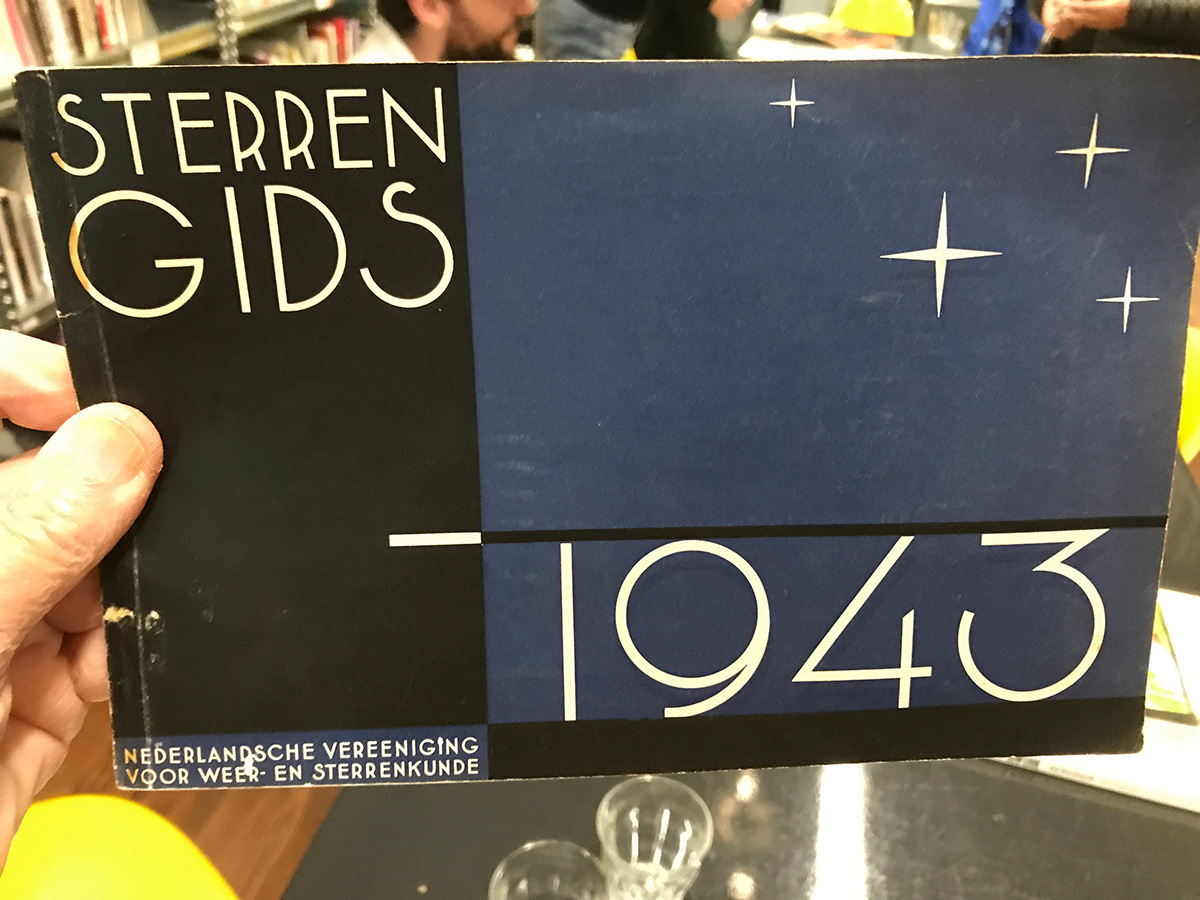 STERREN
GIDS
1943
NEDERLANDSCHE VEREENIGING
VOOR WEER- EN STERRENKUNDE